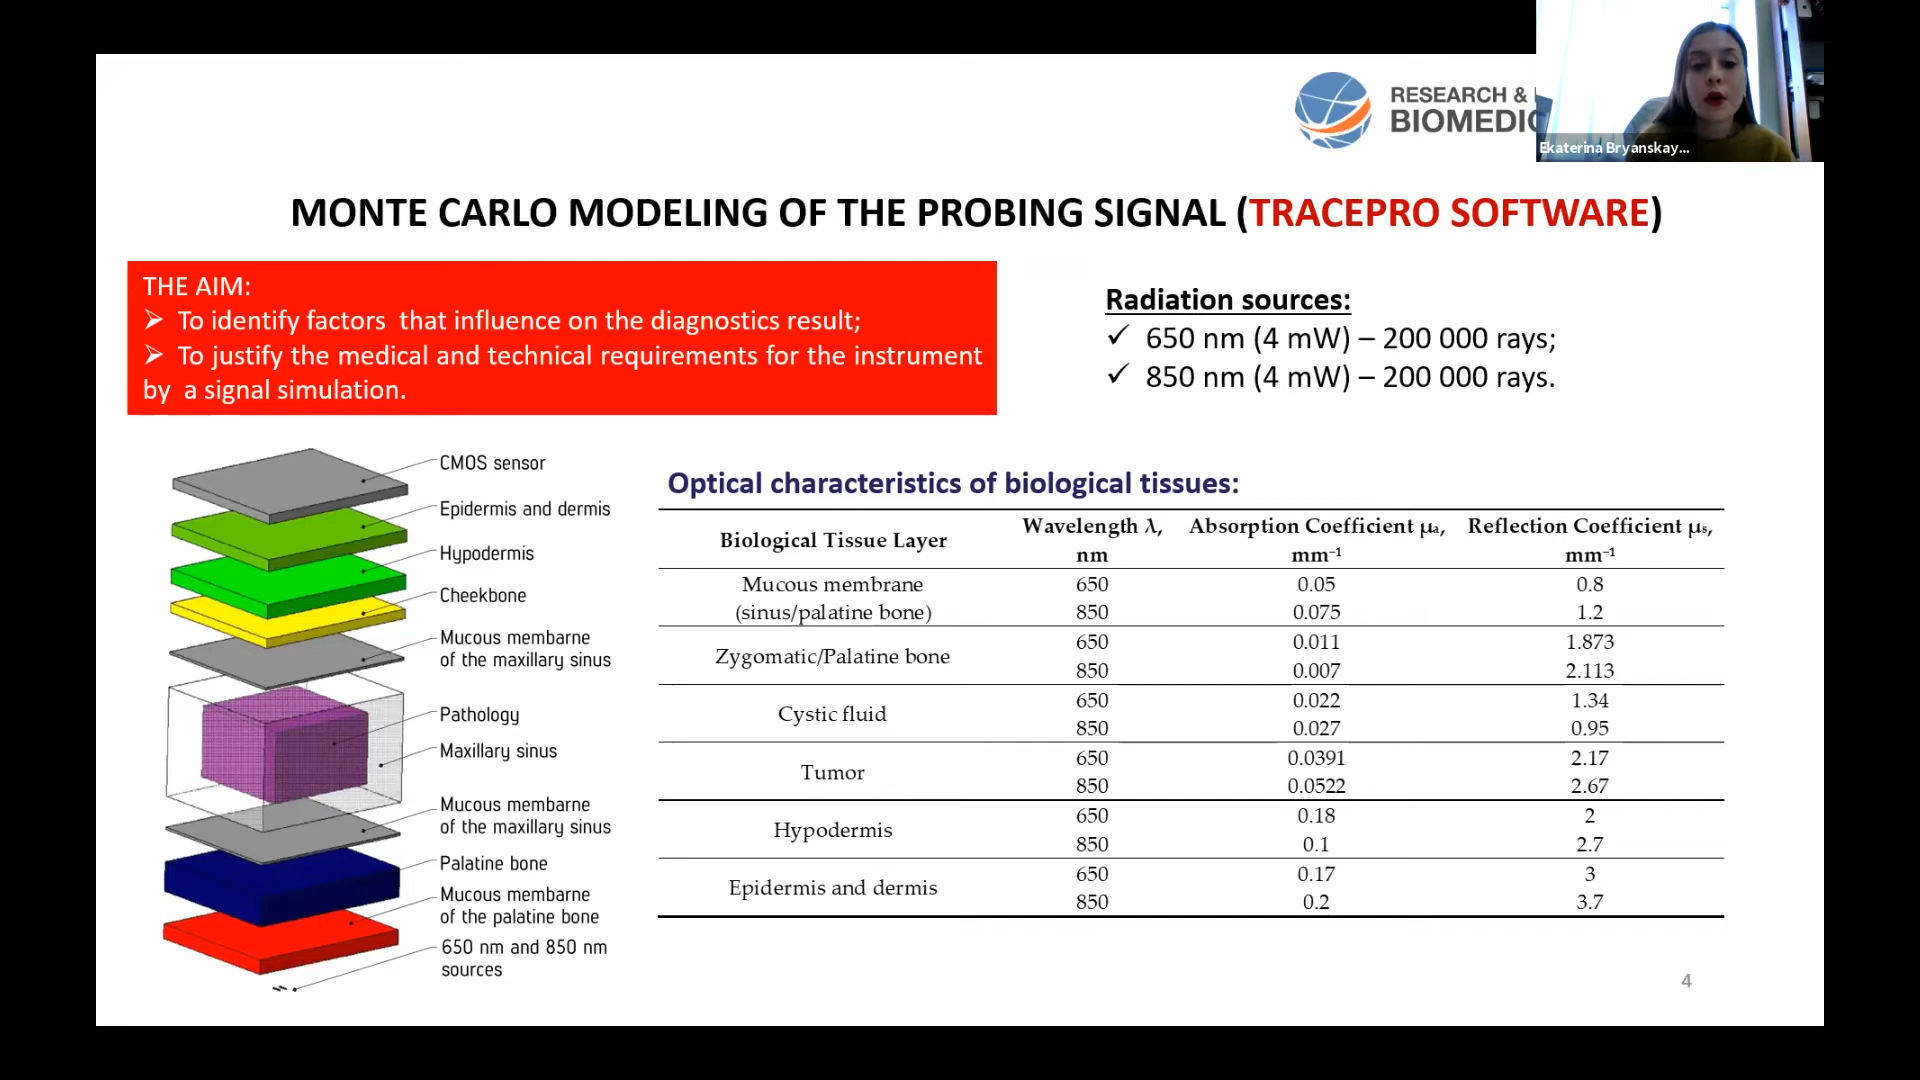 RESEARCH &
BIOMEDIC
Ekaterina Bryanskay...
MONTE CARLO MODELING OF THE PROBING SIGNAL (TRACEPRO SOFTWARE)
THE AIM:
➢ To identify factors that influence on the diagnostics result;
➢ To justify the medical and technical requirements for the instrument
by a signal simulation.
Radiation sources:
✓ 650 nm (4 mW) – 200 000 rays;
✓ 850 nm (4 mW) – 200 000 rays.
CMOS sensor
Epidermis and dermis
Hypodermis
Cheekbone
Mucous membarne
of the maxillary sinus
Pathology
Maxillary sinus
Mucous membarne
of the maxillary sinus
Palatine bone
Mucous membarne
of the palatine bone
650 nm and 850 nm
sources
Optical characteristics of biological tissues:
Biological Tissue Layer
Wavelength λ,
nm
Absorption Coefficient μa,
mm⁻¹
Reflection Coefficient μs,
mm⁻¹
Mucous membrane 650 0.05 0.8
(sinus/palatine bone) 850 0.075 1.2
Zygomatic/Palatine bone
650 0.011 1.873
850 0.007 2.113
Cystic fluid
650 0.022 1.34
850 0.027 0.95
Tumor
650 0.0391 2.17
850 0.0522 2.67
Hypodermis
650 0.18 2
850 0.1 2.7
Epidermis and dermis
650 0.17 3
850 0.2 3.7
4